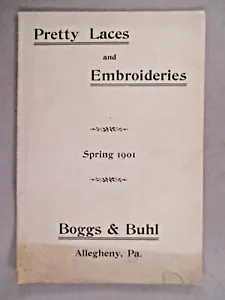 Pretty Laces
and
Embroideries
Spring 1901
Boggs & Buhl
Allegheny, Pa.